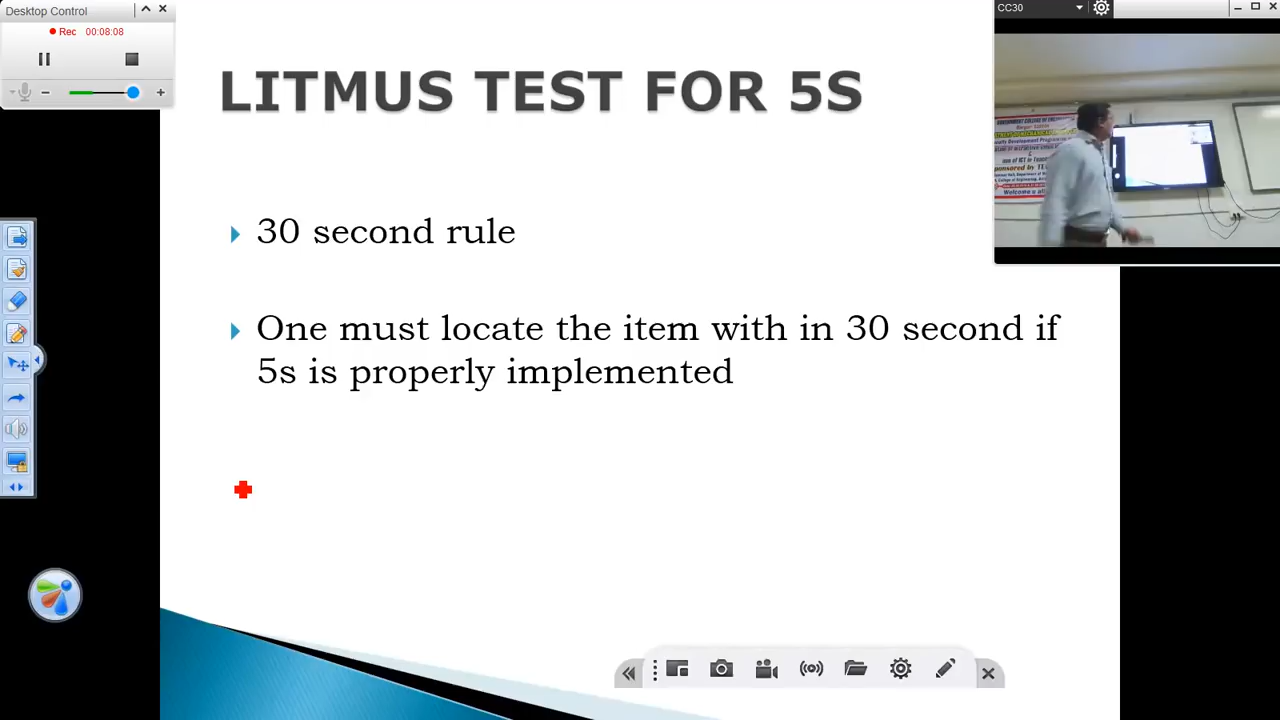 Desktop Control
Rec 00:08:08
CC30
LITMUS TEST FOR 5S
30 second rule
One must locate the item with in 30 second if
5s is properly implemented